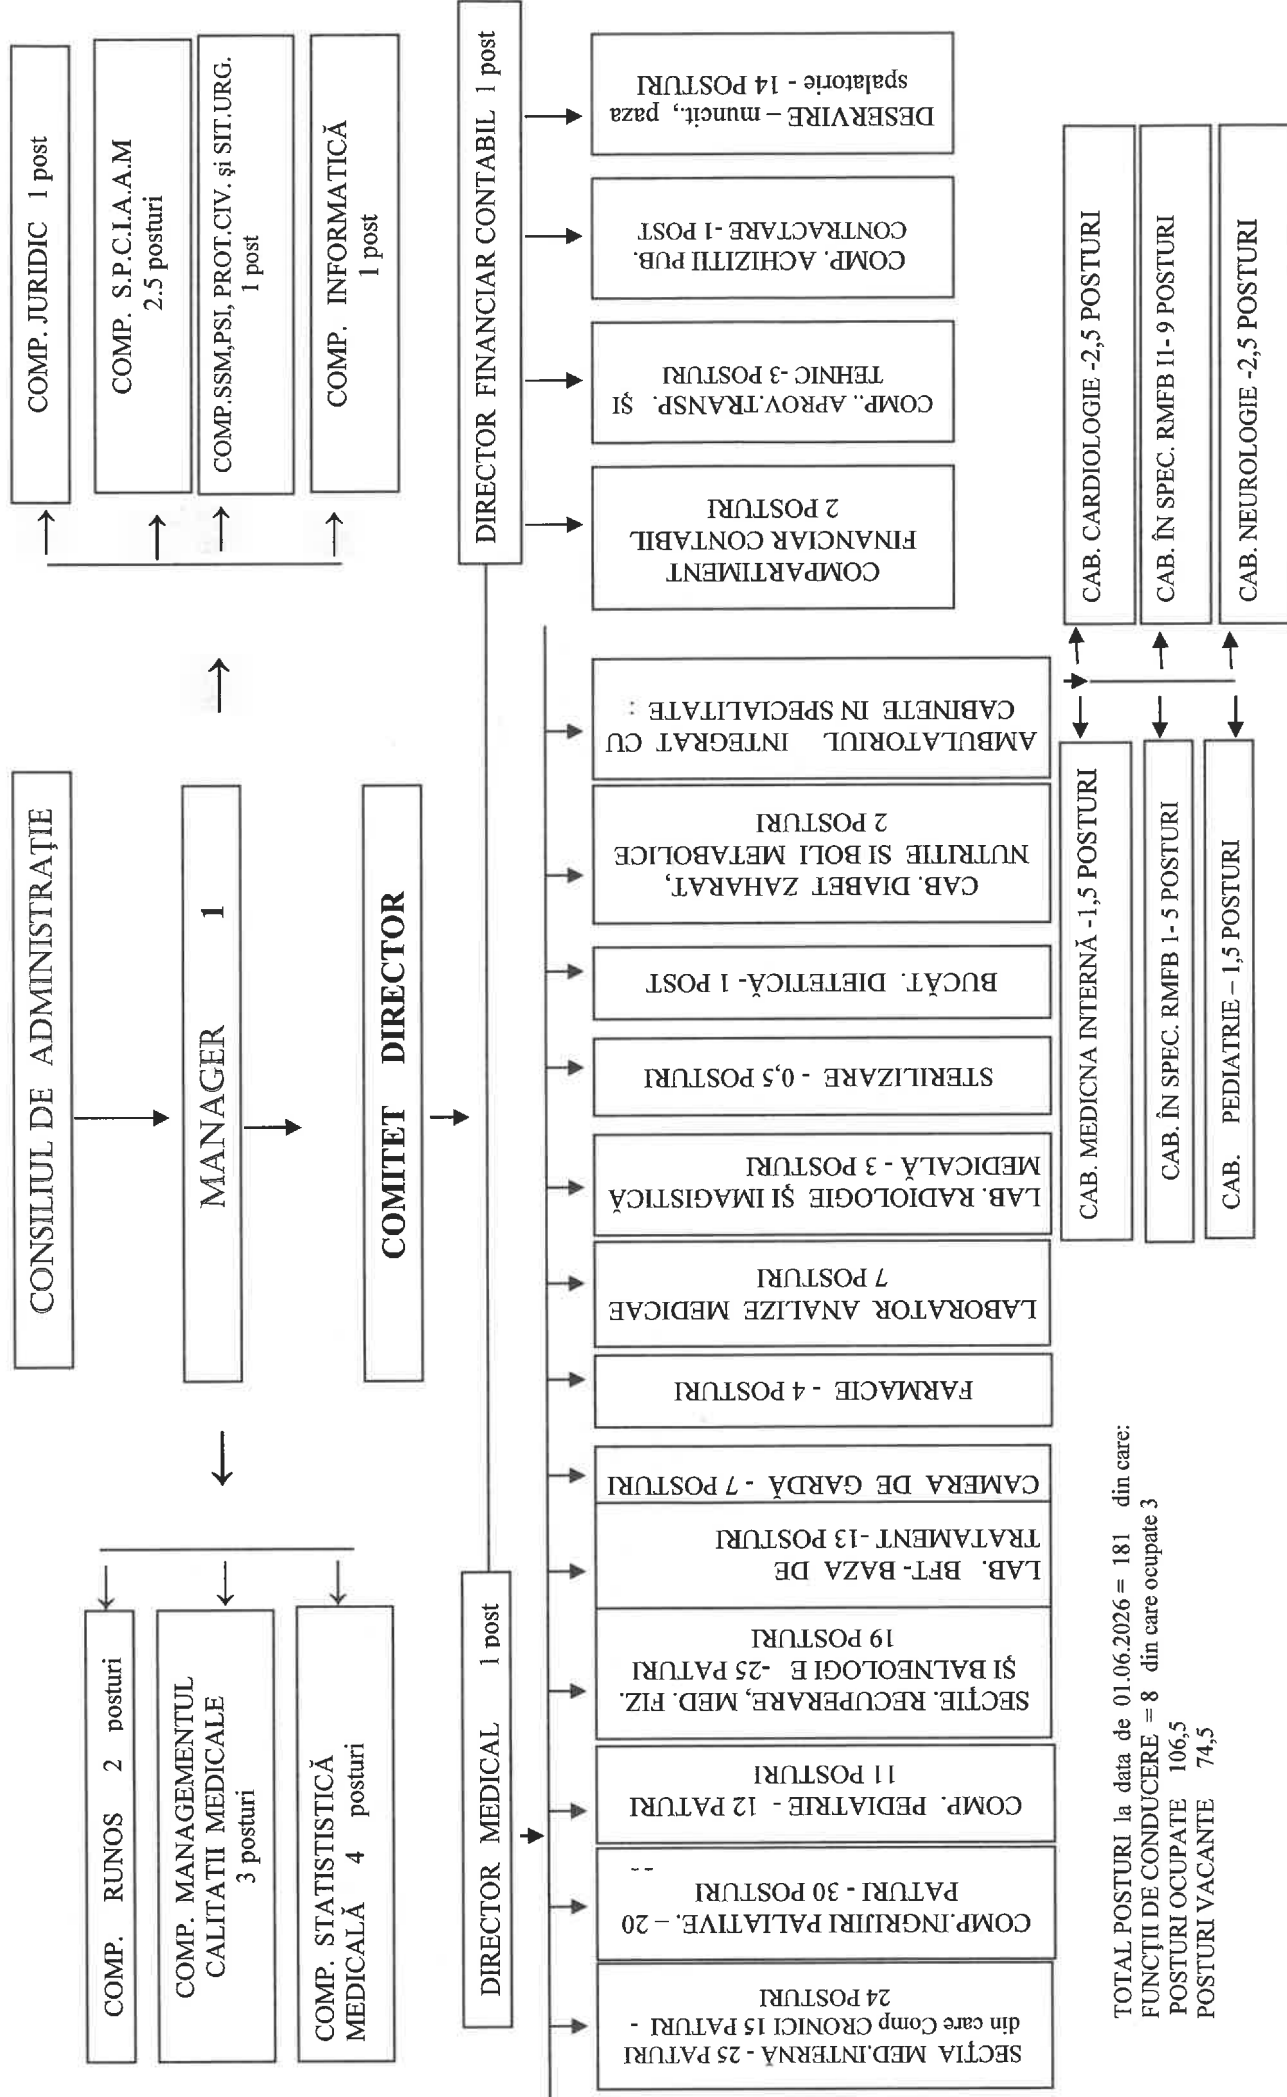 CONSILIUL DE ADMINISTRAŢIE
MANAGER 1
COMITET DIRECTOR
COMP. RUNOS 2 posturi
COMP. MANAGEMENTUL
CALITATII MEDICALE
3 posturi
COMP. STATISTISTICĂ
MEDICALĂ 4 posturi
COMP. JURIDIC 1 post
COMP. S.P.C.I.A.A.M
2.5 posturi
COMP.SSM,PSI, PROT.CIV. şi SIT.URG.
1 post
COMP. INFORMATICĂ
1 post
DIRECTOR MEDICAL 1 post
DIRECTOR FINANCIAR CONTABIL 1 post
SECŢIA MED.INTERNĂ - 25 PATURI
din care Comp CRONICI 15 PATURI -
24 POSTURI
COMP.INGRIJIRI PALIATIVE. – 20
PATURI - 30 POSTURI
COMP. PEDIATRIE - 12 PATURI
11 POSTURI
SECŢIE. RECUPERARE, MED. FIZ.
ŞI BALNEOLOGI E -25 PATURI
19 POSTURI
LAB. BFT- BAZA DE
TRATAMENT -13 POSTURI
CAMERA DE GARDĂ - 7 POSTURI
FARMACIE - 4 POSTURI
LABORATOR ANALIZE MEDICAE
7 POSTURI
LAB. RADIOLOGIE ŞI IMAGISTICĂ
MEDICALĂ - 3 POSTURI
STERILIZARE - 0,5 POSTURI
BUCĂT. DIETETICĂ- 1 POST
CAB. DIABET ZAHARAT,
NUTRITIE SI BOLI METABOLICE
2 POSTURI
AMBULATORIUL INTEGRAT CU
CABINETE IN SPECIALITATE :
COMPARTIMENT
FINANCIAR CONTABIL
2 POSTURI
COMP.. APROV.TRANSP. ŞI
TEHNIC -3 POSTURI
COMP. ACHIZITII PUB.
CONTRACTARE -1 POST
DESERVIRE – muncit., paza
spalatorie - 14 POSTURI
CAB. MEDICNA INTERNĂ -1,5 POSTURI
CAB. ÎN SPEC. RMFB 1- 5 POSTURI
CAB. PEDIATRIE – 1,5 POSTURI
CAB. CARDIOLOGIE -2,5 POSTURI
CAB. ÎN SPEC. RMFB I1- 9 POSTURI
CAB. NEUROLOGIE -2,5 POSTURI
TOTAL POSTURI la data de 01.06.2026 = 181 din care:
FUNCŢII DE CONDUCERE = 8 din care ocupate 3
POSTURI OCUPATE 106,5
POSTURI VACANTE 74,5